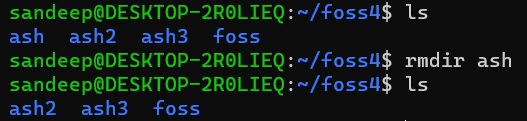 sandeep@DESKTOP-2R0LIEQ:~/foss4$ ls
ash  ash2  ash3  foss
sandeep@DESKTOP-2R0LIEQ:~/foss4$ rmdir ash
sandeep@DESKTOP-2R0LIEQ:~/foss4$ ls
ash2  ash3  foss